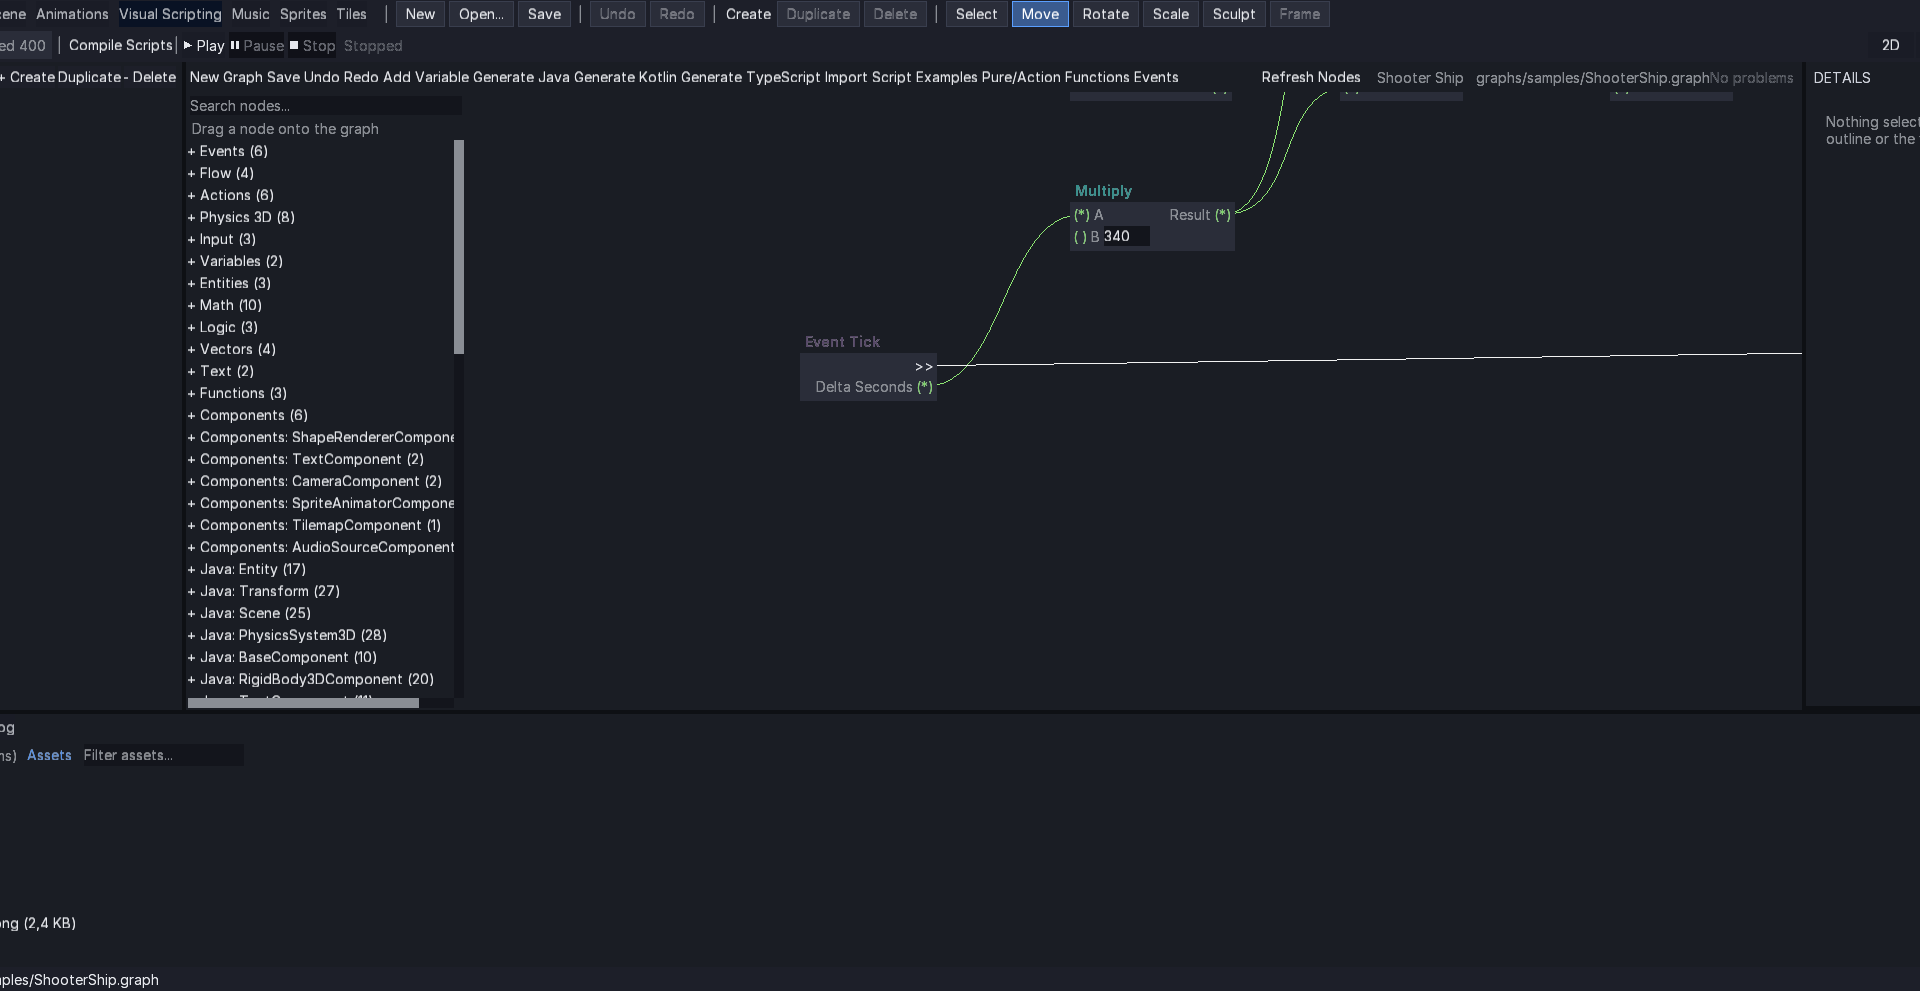 ene Animations Visual Scripting Music Sprites Tiles | New Open... Save | Undo Redo | Create Duplicate Delete | Select Move Rotate Scale Sculpt Frame
ed 400 | Compile Scripts | Play Pause Stop Stopped 2D
+ Create Duplicate - Delete
New Graph Save Undo Redo Add Variable Generate Java Generate Kotlin Generate TypeScript Import Script Examples Pure/Action Functions Events Refresh Nodes Shooter Ship graphs/samples/ShooterShip.graph No problems
DETAILS
Search nodes...
Drag a node onto the graph
+ Events (6)
+ Flow (4)
+ Actions (6)
+ Physics 3D (8)
+ Input (3)
+ Variables (2)
+ Entities (3)
+ Math (10)
+ Logic (3)
+ Vectors (4)
+ Text (2)
+ Functions (3)
+ Components (6)
+ Components: ShapeRendererCompone
+ Components: TextComponent (2)
+ Components: CameraComponent (2)
+ Components: SpriteAnimatorCompone
+ Components: TilemapComponent (1)
+ Components: AudioSourceComponent
+ Java: Entity (17)
+ Java: Transform (27)
+ Java: Scene (25)
+ Java: PhysicsSystem3D (28)
+ Java: BaseComponent (10)
+ Java: RigidBody3DComponent (20)
Multiply
(*) A Result (*)
( ) B 340
Event Tick
>>
Delta Seconds (*)
Nothing select
outline or the
og
ns) Assets Filter assets...
ong (2,4 KB)
ples/ShooterShip.graph